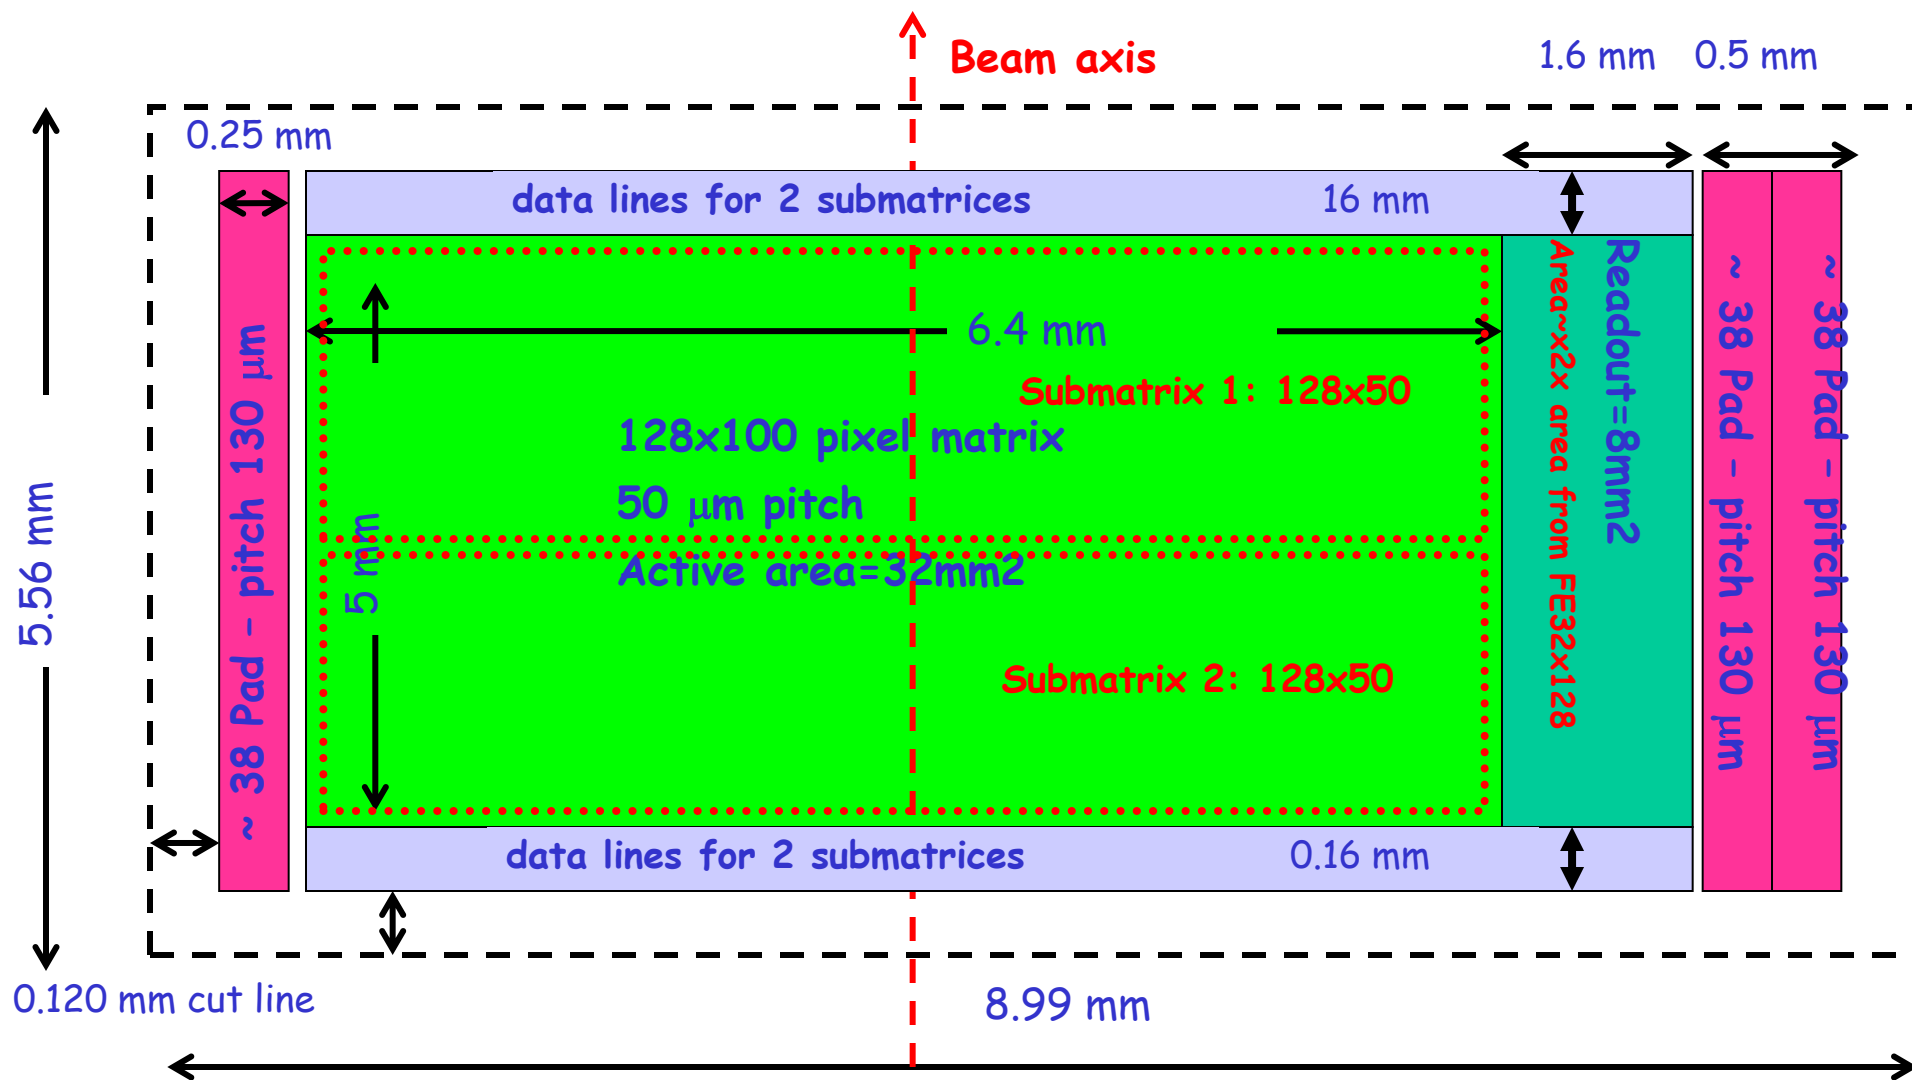 Beam axis
1.6 mm
0.5 mm
0.25 mm
data lines for 2 submatrices
16 mm
6.4 mm
Submatrix 1: 128x50
128x100 pixel matrix
50 μm pitch
Active area=32mm2
5 mm
Submatrix 2: 128x50
Area~x2x area from FE32x128
Readout=8mm2
~ 38 Pad - pitch 130 μm
~ 38 Pad - pitch 130 μm
~ 38 Pad - pitch 130 μm
5.56 mm
data lines for 2 submatrices
0.16 mm
0.120 mm cut line
8.99 mm